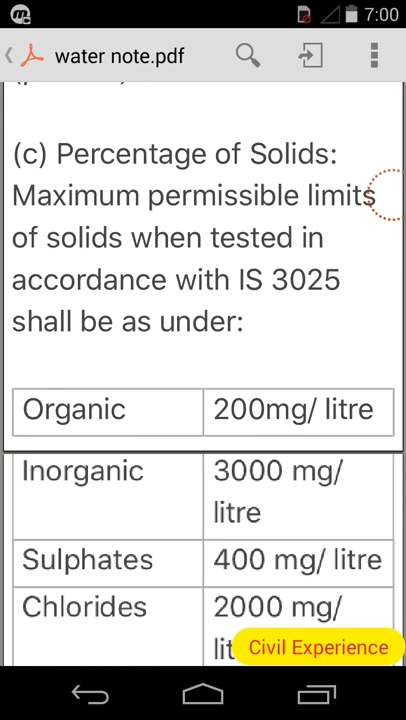 7:00
water note.pdf
(c) Percentage of Solids:
Maximum permissible limits
of solids when tested in
accordance with IS 3025
shall be as under:
Organic 200mg/ litre
Inorganic 3000 mg/
litre
Sulphates 400 mg/ litre
Chlorides 2000 mg/
Civil Experience